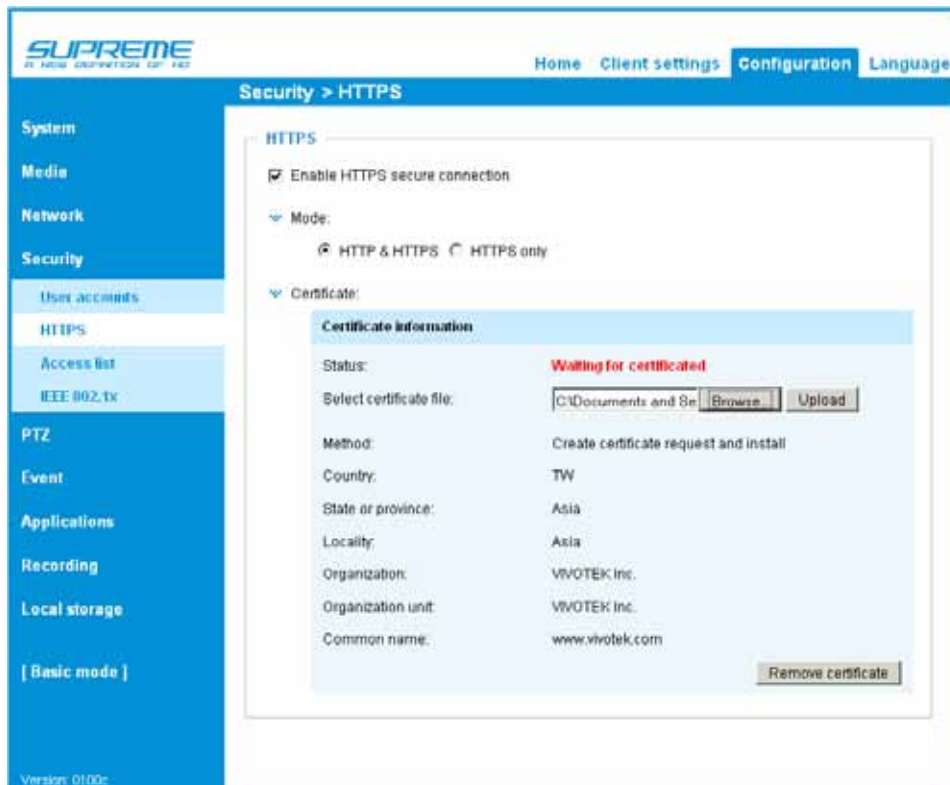 SUPREME
A NEW DEFINITION OF HD
Home Client settings Configuration Language
Security > HTTPS
System
Media
Network
Security
User accounts
HTTPS
Access list
IEEE 802.1x
PTZ
Event
Applications
Recording
Local storage
[ Basic mode ]
Version: 0100c
HTTPS
Enable HTTPS secure connection
Mode:
HTTP & HTTPS HTTPS only
Certificate:
Certificate information
Status: Waiting for certificated
Select certificate file: C:\Documents and Se Browse... Upload
Method: Create certificate request and install
Country: TW
State or province: Asia
Locality: Asia
Organization: VIVOTEK Inc.
Organization unit: VIVOTEK Inc.
Common name: www.vivotek.com
Remove certificate